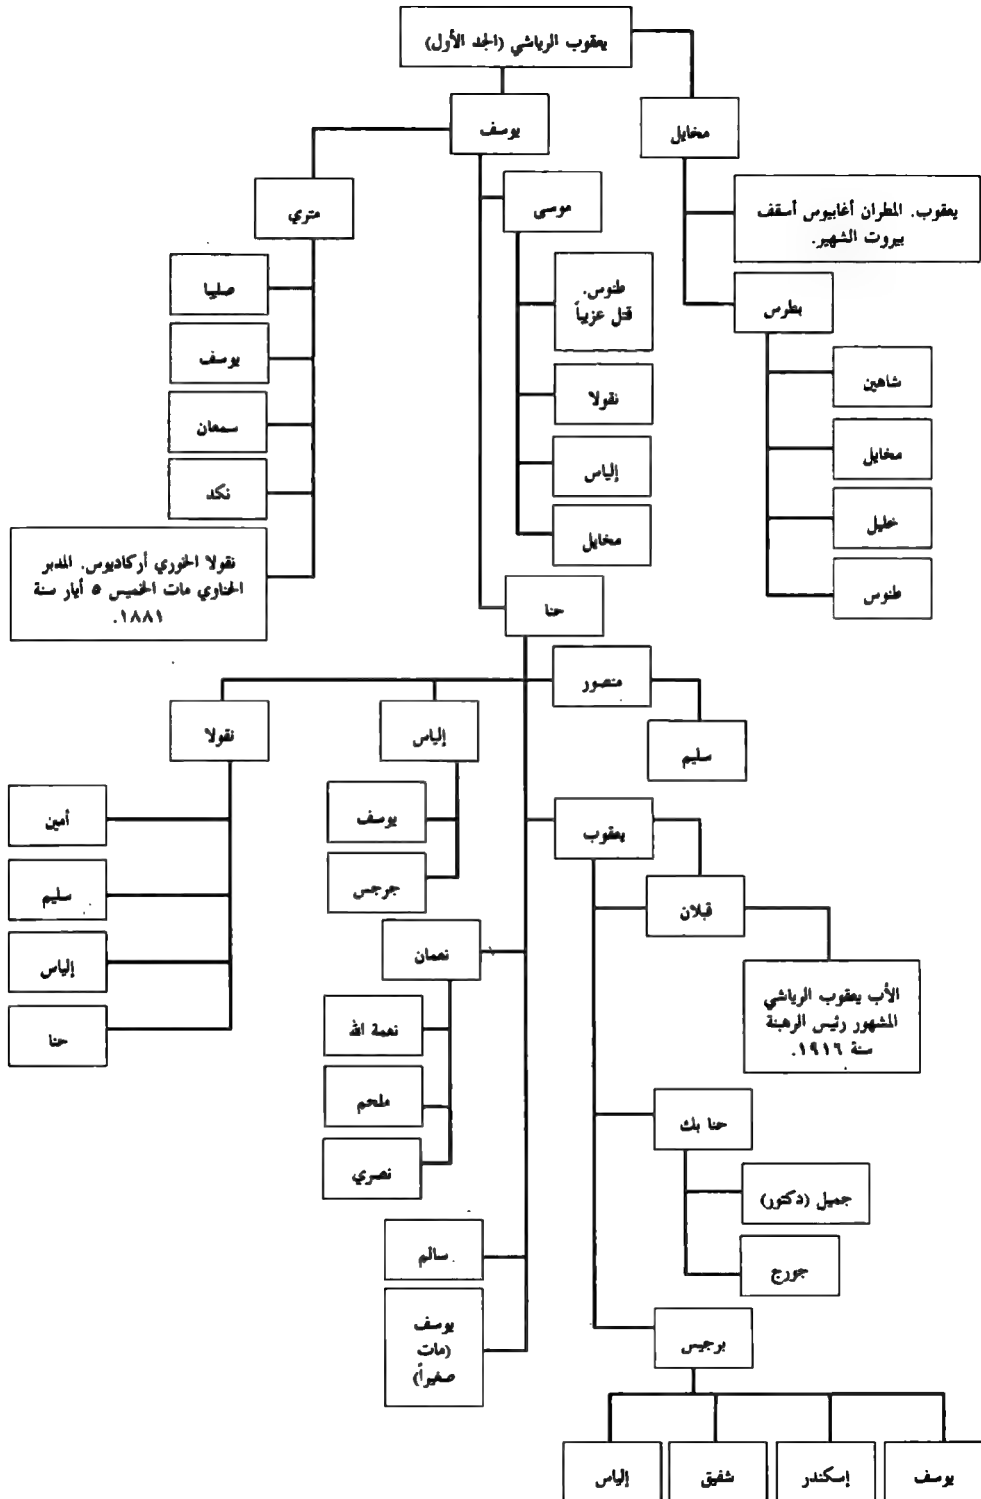 يعقوب الرياشي (الجد الأول)
يوسف
مخايل
متري
موسى
يعقوب. المطران أغابيوس أسقف
بيروت الشهير.
صليبا
يوسف
سمعان
نكد
نقولا الخوري أركاديوس. المدبر
الحناوي مات الخميس ٥ أيار سنة
١٨٨١.
طنوس.
قتل عزبياً
نقولا
إلياس
مخايل
بطرس
شاهين
مخايل
خليل
طنوس
حنا
منصور
سليم
إلياس
نقولا
يوسف
جرجس
أمين
سليم
إلياس
حنا
يعقوب
قبلان
الأب يعقوب الرياشي
المشهور رئيس الرهبنة
سنة ١٩١٦.
نعمان
نعمة الله
ملحم
نصري
حنا بك
جميل (دكتور)
جورج
سالم
يوسف
(مات
صغيراً)
برجيس
يوسف
إسكندر
شفيق
إلياس